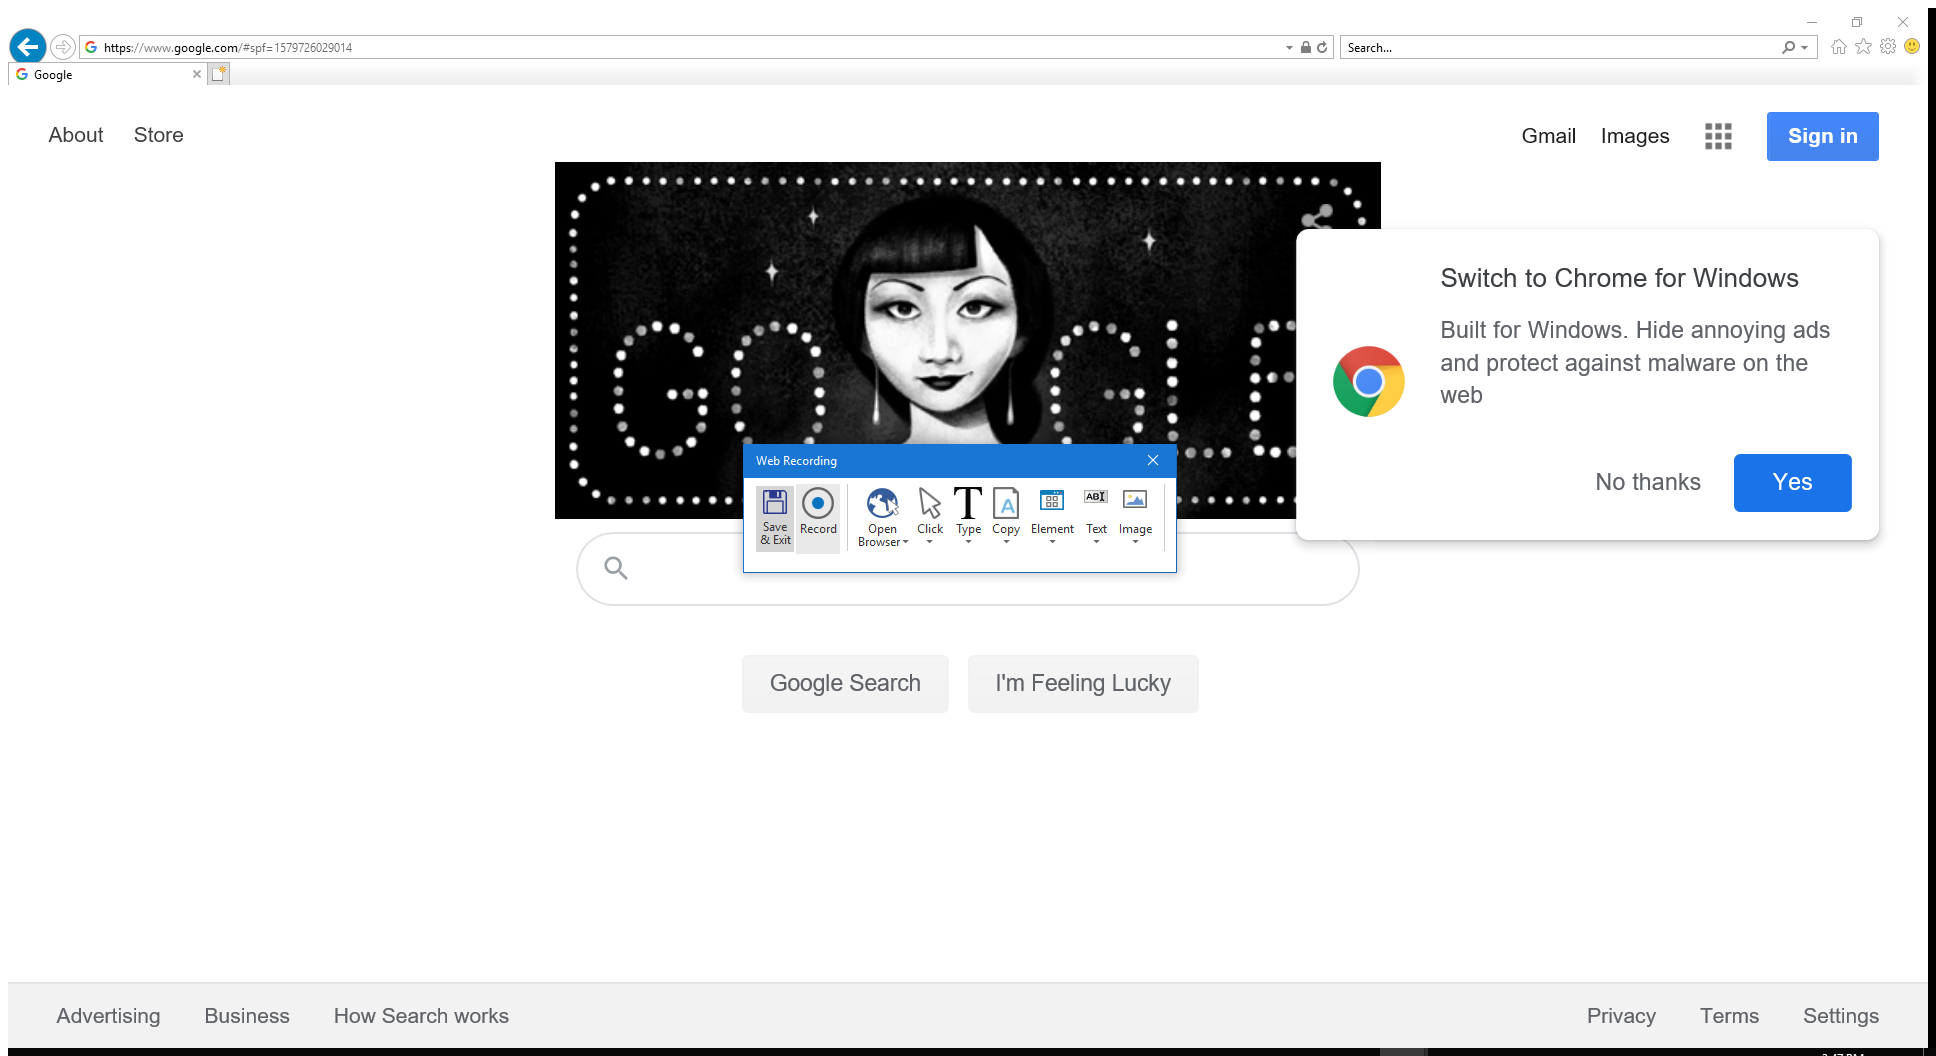 https://www.google.com/#spf=1579726029014
Search...
Google
About Store
Gmail Images Sign in
GOOGLE
Switch to Chrome for Windows
Built for Windows. Hide annoying ads
and protect against malware on the
web
No thanks Yes
Web Recording
Save
& Exit
Record
Open
Browser
Click
Type
Copy
Element
Text
Image
Google Search I'm Feeling Lucky
Advertising Business How Search works
Privacy Terms Settings